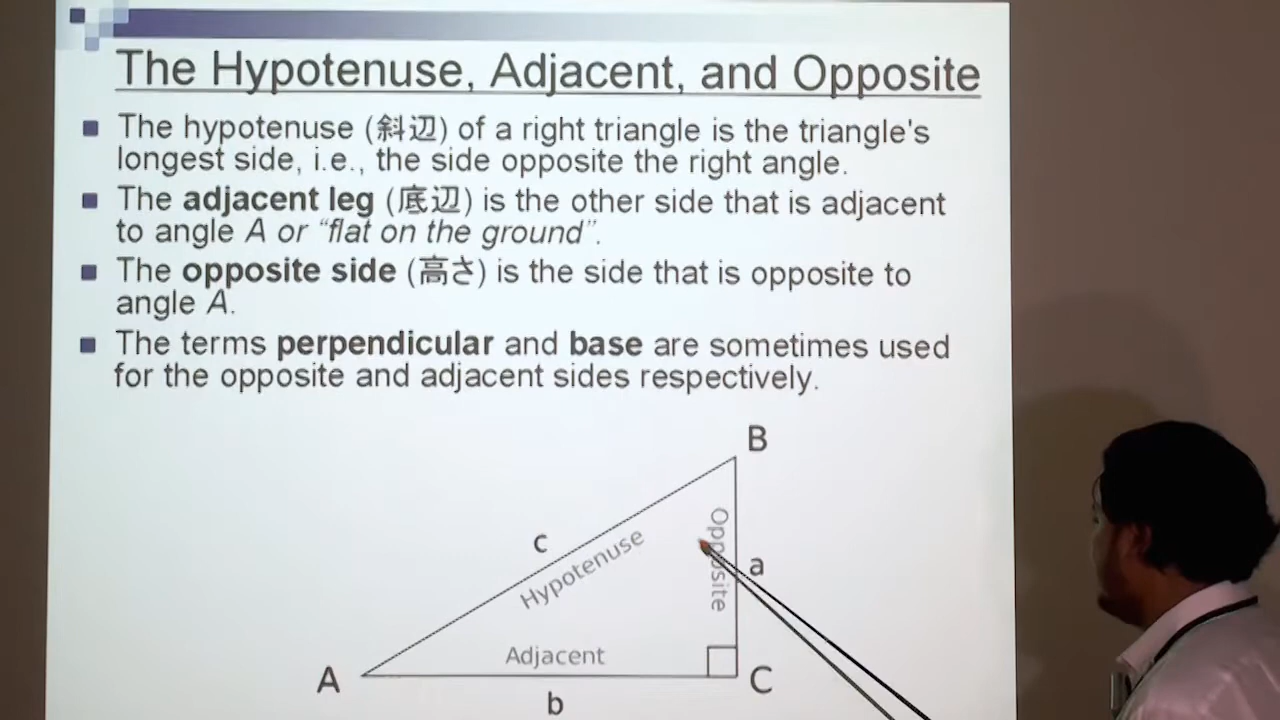 The Hypotenuse, Adjacent, and Opposite
The hypotenuse (斜辺) of a right triangle is the triangle's
longest side, i.e., the side opposite the right angle.
The adjacent leg (底辺) is the other side that is adjacent
to angle A or “flat on the ground”.
The opposite side (高さ) is the side that is opposite to
angle A.
The terms perpendicular and base are sometimes used
for the opposite and adjacent sides respectively.
B
c
Hypotenuse
Opposite
a
Adjacent
A
C
b